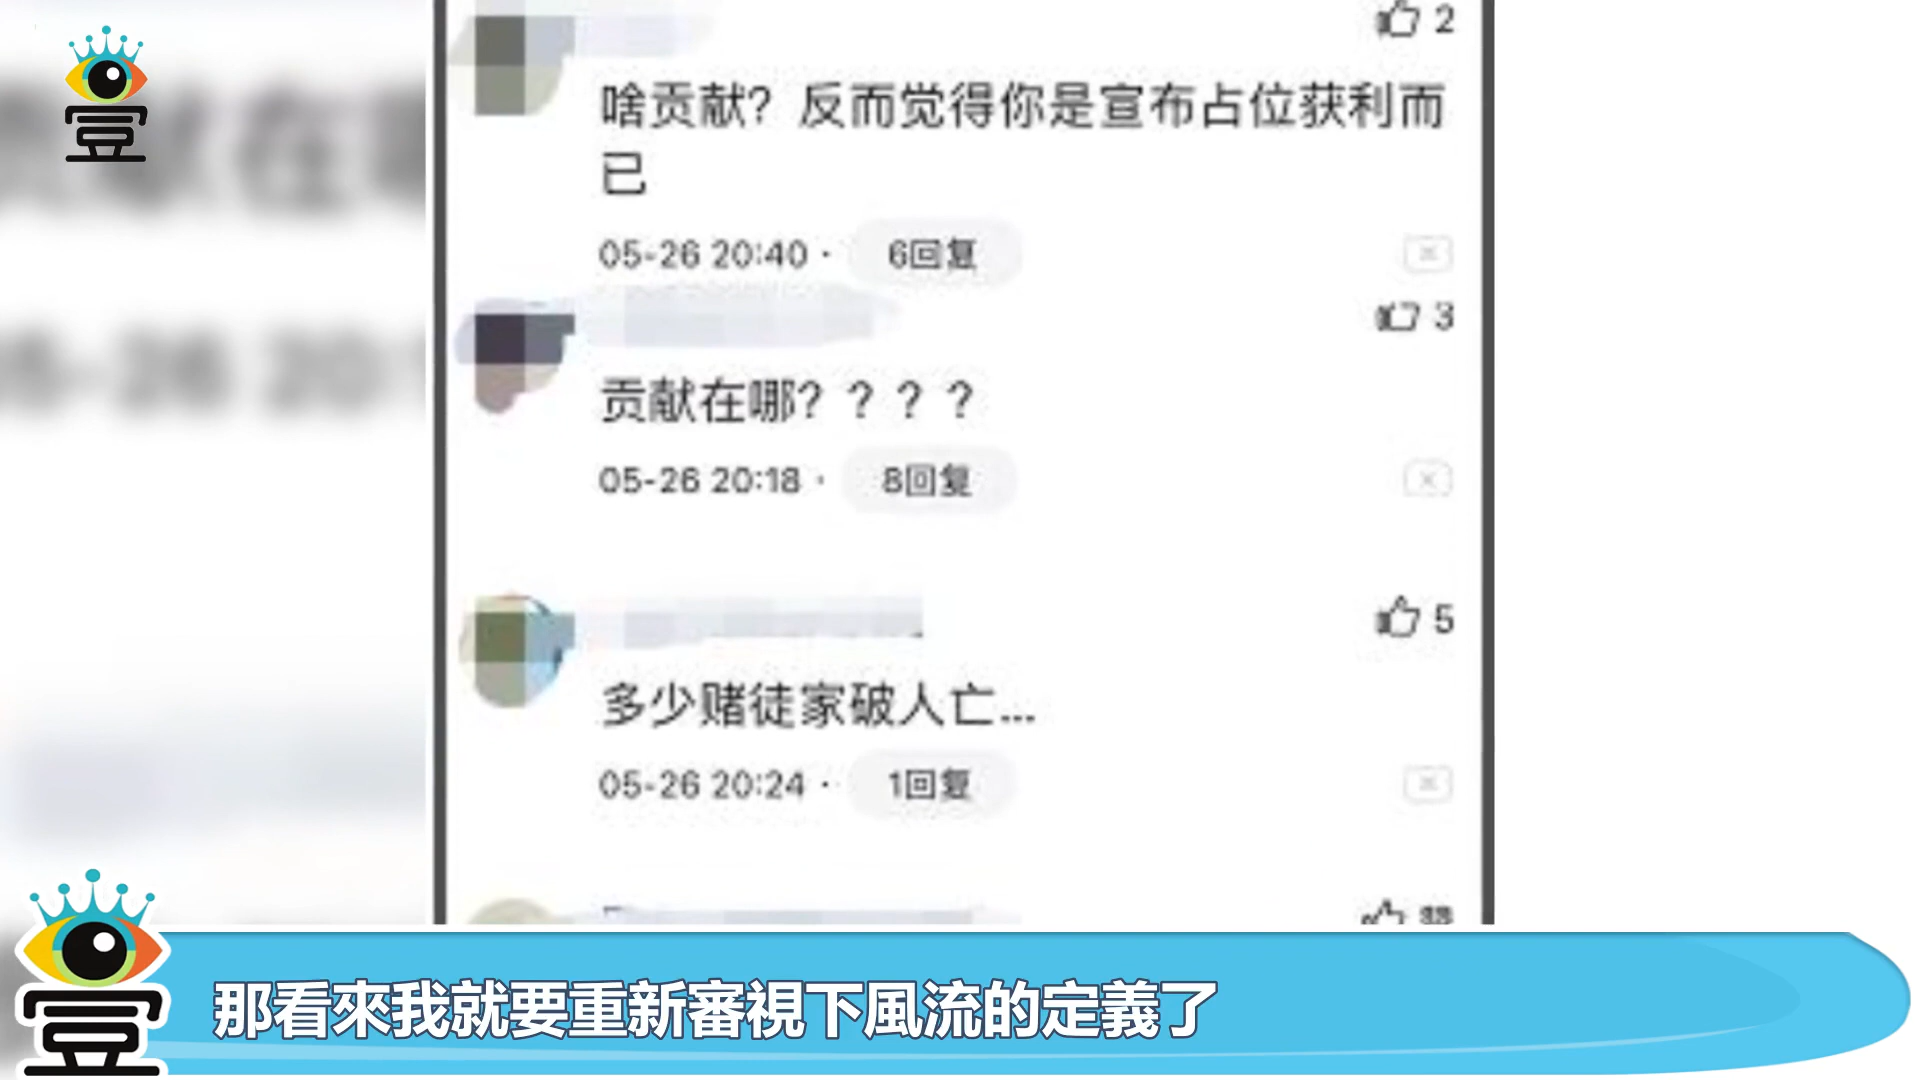 壹
2
啥贡献？反而觉得你是宣布占位获利而
已
05-26 20:40 · 6回复
3
贡献在哪？？？？
05-26 20:18 · 8回复
5
多少赌徒家破人亡...
05-26 20:24 · 1回复
壹
那看來我就要重新審視下風流的定義了